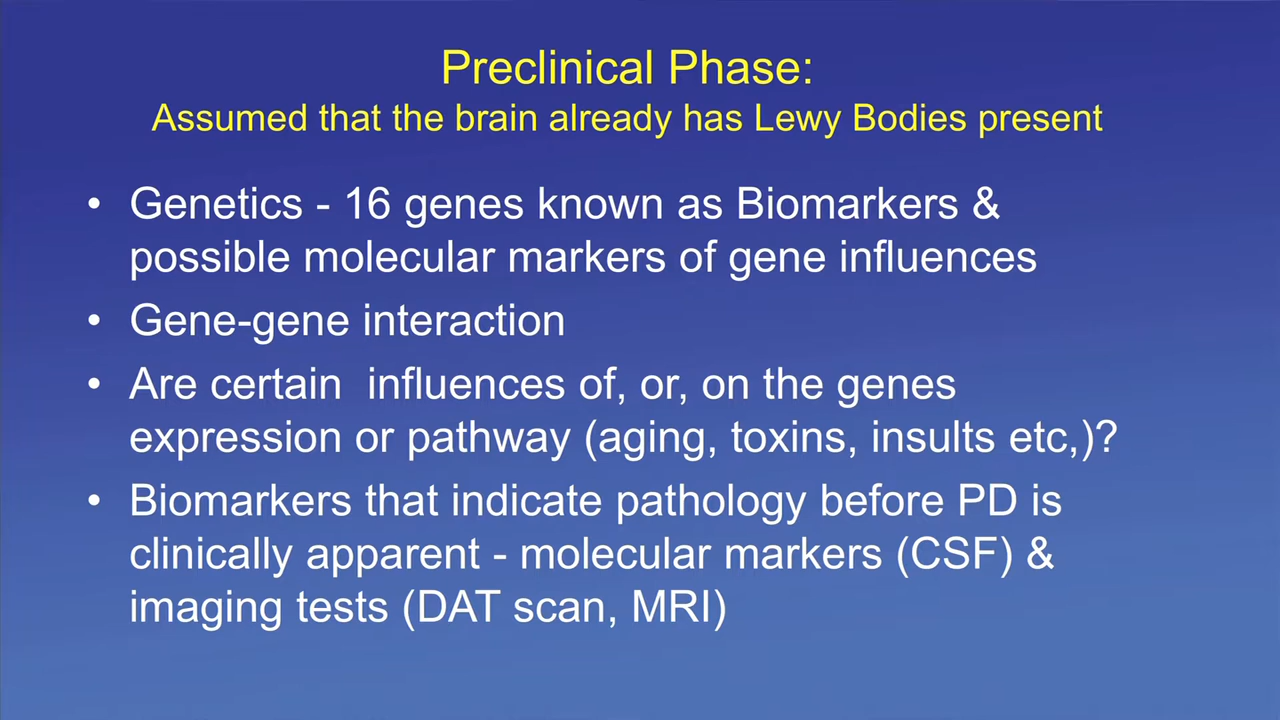 Preclinical Phase:
Assumed that the brain already has Lewy Bodies present
• Genetics - 16 genes known as Biomarkers &
possible molecular markers of gene influences
• Gene-gene interaction
• Are certain  influences of, or, on the genes
expression or pathway (aging, toxins, insults etc,)?
• Biomarkers that indicate pathology before PD is
clinically apparent - molecular markers (CSF) &
imaging tests (DAT scan, MRI)